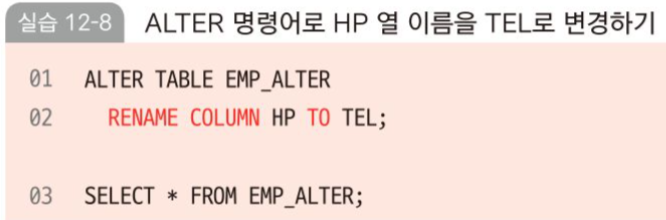 실습 12-8 ALTER 명령어로 HP 열 이름을 TEL로 변경하기
01 ALTER TABLE EMP_ALTER
02 RENAME COLUMN HP TO TEL;
03 SELECT * FROM EMP_ALTER;